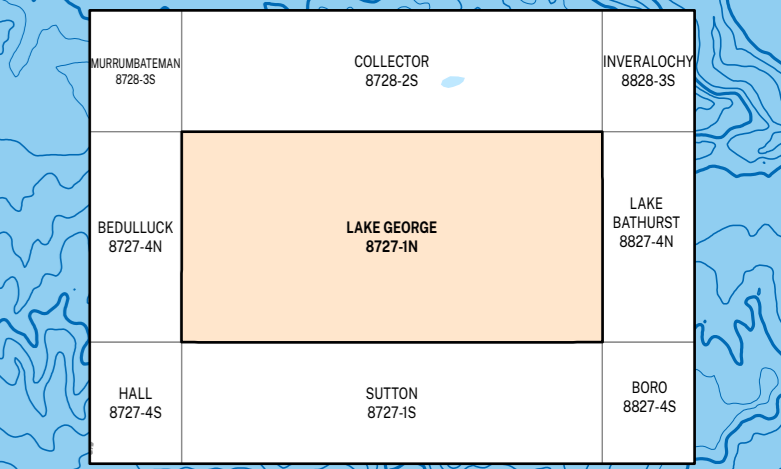 MURRUMBATEMAN
8728-3S
COLLECTOR
8728-2S
INVERALOCHY
8828-3S
BEDULLUCK
8727-4N
LAKE GEORGE
8727-1N
LAKE
BATHURST
8827-4N
HALL
8727-4S
SUTTON
8727-1S
BORO
8827-4S